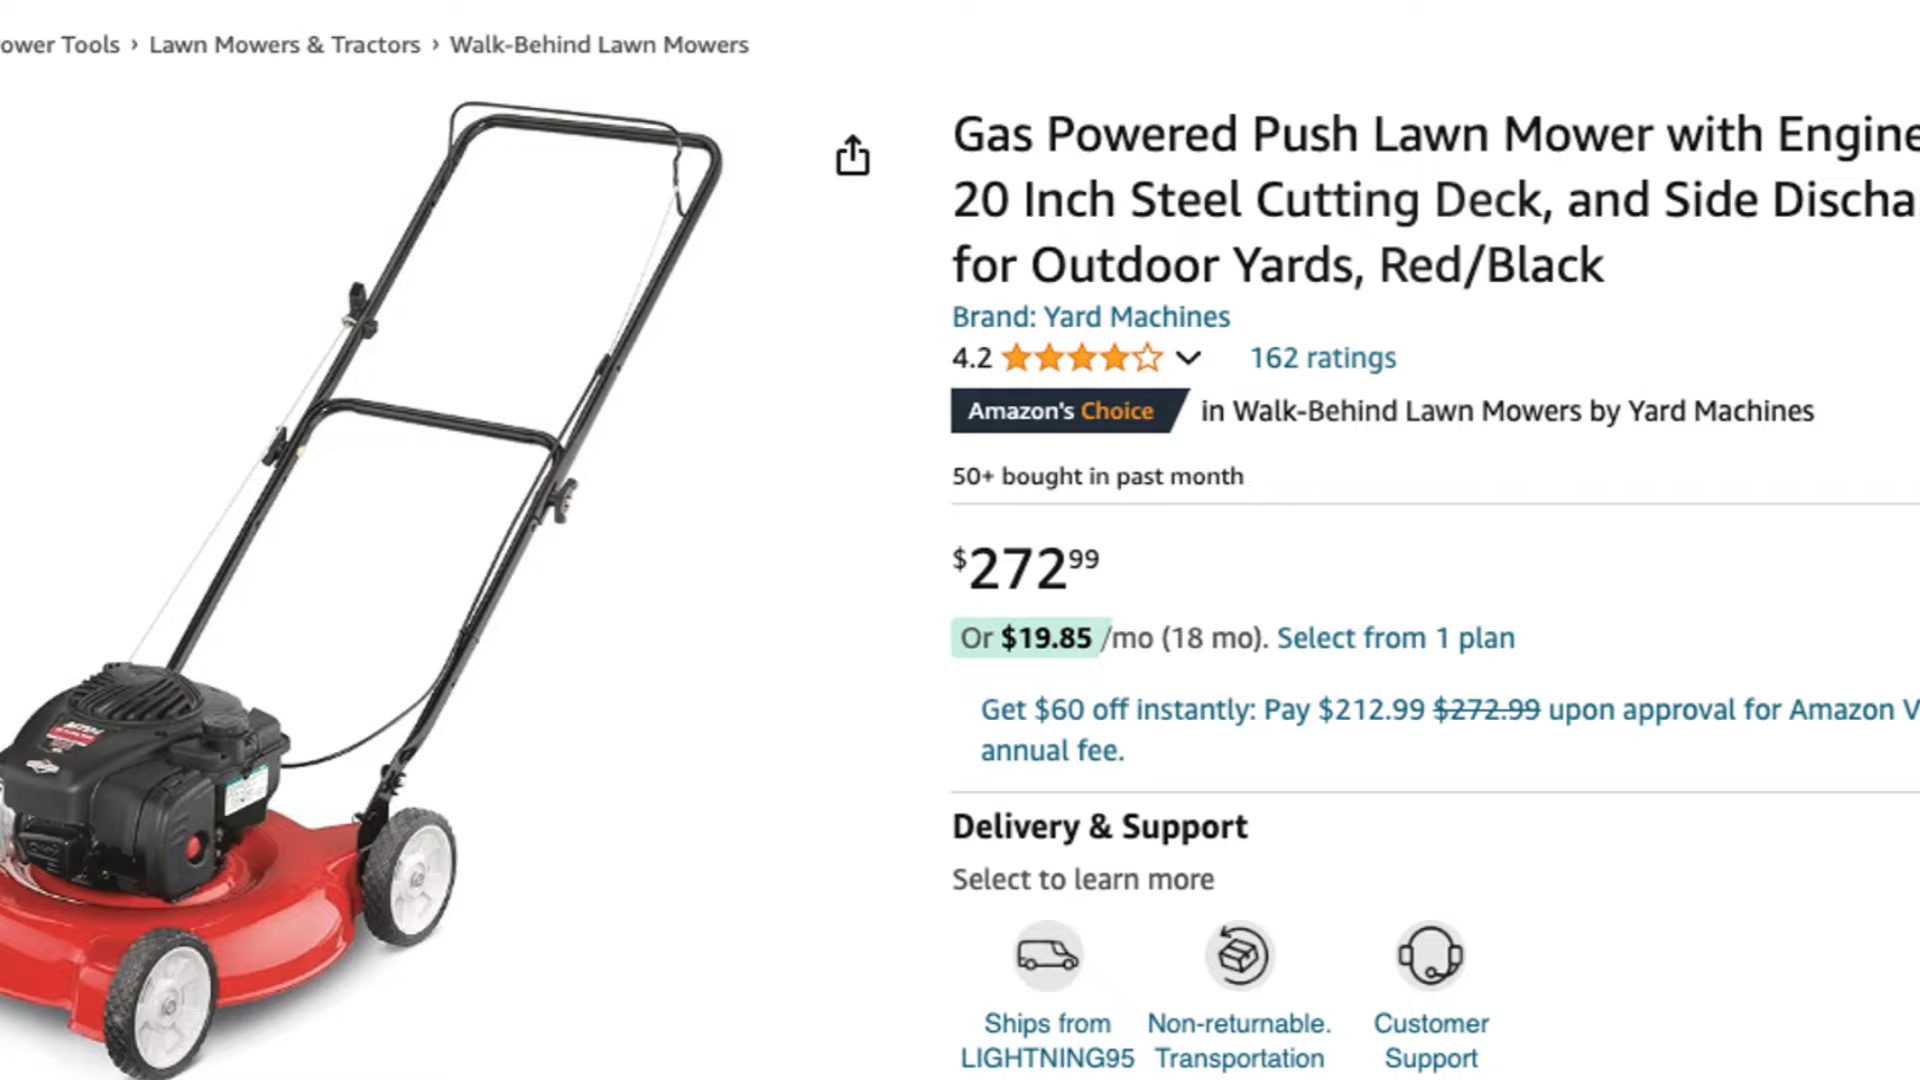 ower Tools › Lawn Mowers & Tractors › Walk-Behind Lawn Mowers
Gas Powered Push Lawn Mower with Engine
20 Inch Steel Cutting Deck, and Side Discha
for Outdoor Yards, Red/Black
Brand: Yard Machines
4.2 162 ratings
Amazon's Choice in Walk-Behind Lawn Mowers by Yard Machines
50+ bought in past month
$272 99
Or $19.85 /mo (18 mo). Select from 1 plan
Get $60 off instantly: Pay $212.99 $272.99 upon approval for Amazon V
annual fee.
Delivery & Support
Select to learn more
Ships from LIGHTNING95
Non-returnable. Transportation
Customer Support